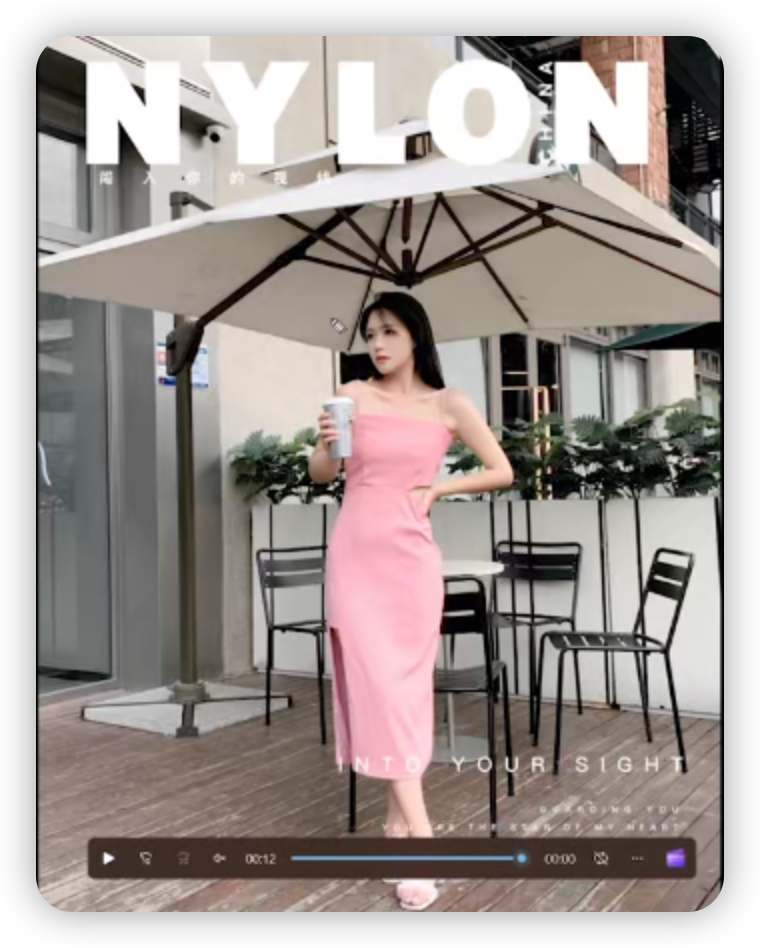 NYLON
CHINA
闯入你的视线
INTO YOUR SIGHT
GUARDING YOU
YOU ARE THE STAR OF MY HEART
00:12
00:00